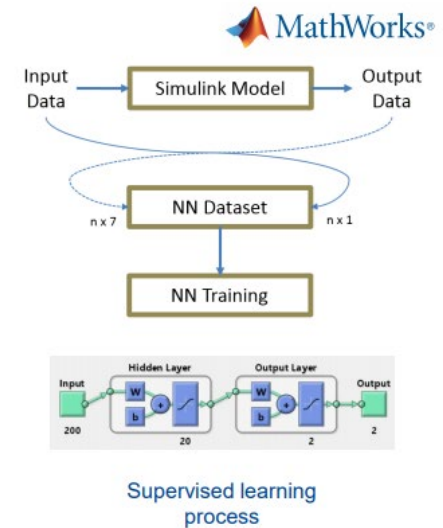 MathWorks®
Input
Data
Simulink Model
Output
Data
n x 7
NN Dataset
n x 1
NN Training
Hidden Layer
Output Layer
Input
W
b
+
W
b
+
Output
200
20
2
2
Supervised learning
process